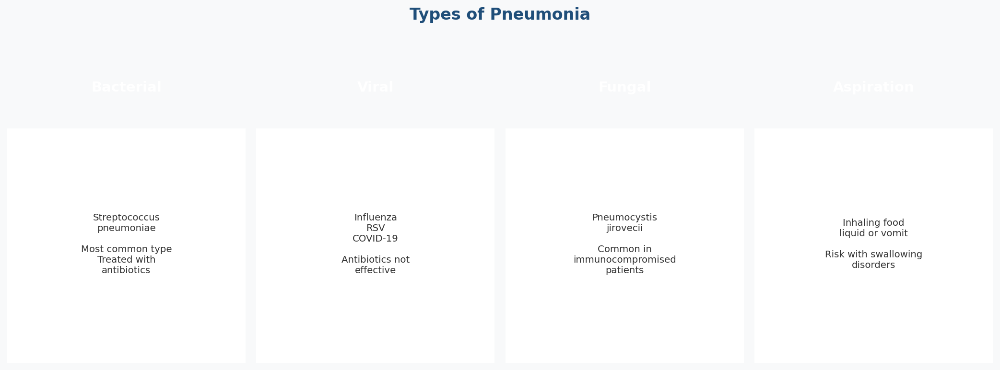 Types of Pneumonia
Bacterial
Viral
Fungal
Aspiration
Streptococcus
pneumoniae
Most common type
Treated with
antibiotics
Influenza
RSV
COVID-19
Antibiotics not
effective
Pneumocystis
jirovecii
Common in
immunocompromised
patients
Inhaling food
liquid or vomit
Risk with swallowing
disorders